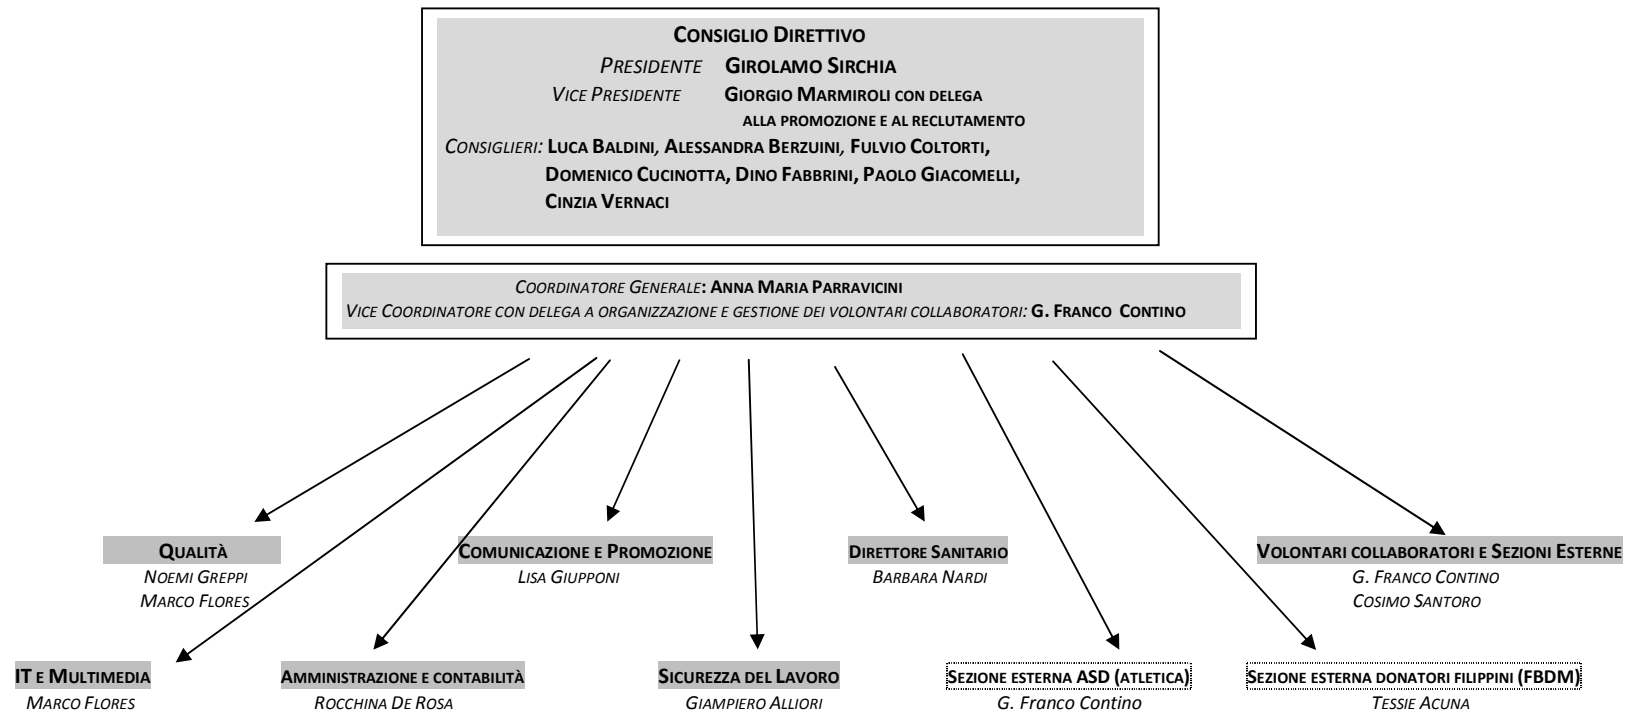 CONSIGLIO DIRETTIVO
PRESIDENTE GIROLAMO SIRCHIA
VICE PRESIDENTE GIORGIO MARMIROLI CON DELEGA
ALLA PROMOZIONE E AL RECLUTAMENTO
CONSIGLIERI: LUCA BALDINI, ALESSANDRA BERZUINI, FULVIO COLTORTI,
DOMENICO CUCINOTTA, DINO FABBRINI, PAOLO GIACOMELLI,
CINZIA VERNACI
COORDINATORE GENERALE: ANNA MARIA PARRAVICINI
VICE COORDINATORE CON DELEGA A ORGANIZZAZIONE E GESTIONE DEI VOLONTARI COLLABORATORI: G. FRANCO CONTINO
QUALITÀ
NOEMI GREPPI
MARCO FLORES
COMUNICAZIONE E PROMOZIONE
LISA GIUPPONI
DIRETTORE SANITARIO
BARBARA NARDI
VOLONTARI COLLABORATORI E SEZIONI ESTERNE
G. FRANCO CONTINO
COSIMO SANTORO
IT E MULTIMEDIA
MARCO FLORES
AMMINISTRAZIONE E CONTABILITÀ
ROCCHINA DE ROSA
SICUREZZA DEL LAVORO
GIAMPIERO ALLIORI
SEZIONE ESTERNA ASD (ATLETICA)
G. Franco Contino
SEZIONE ESTERNA DONATORI FILIPPINI (FBDM)
TESSIE ACUNA